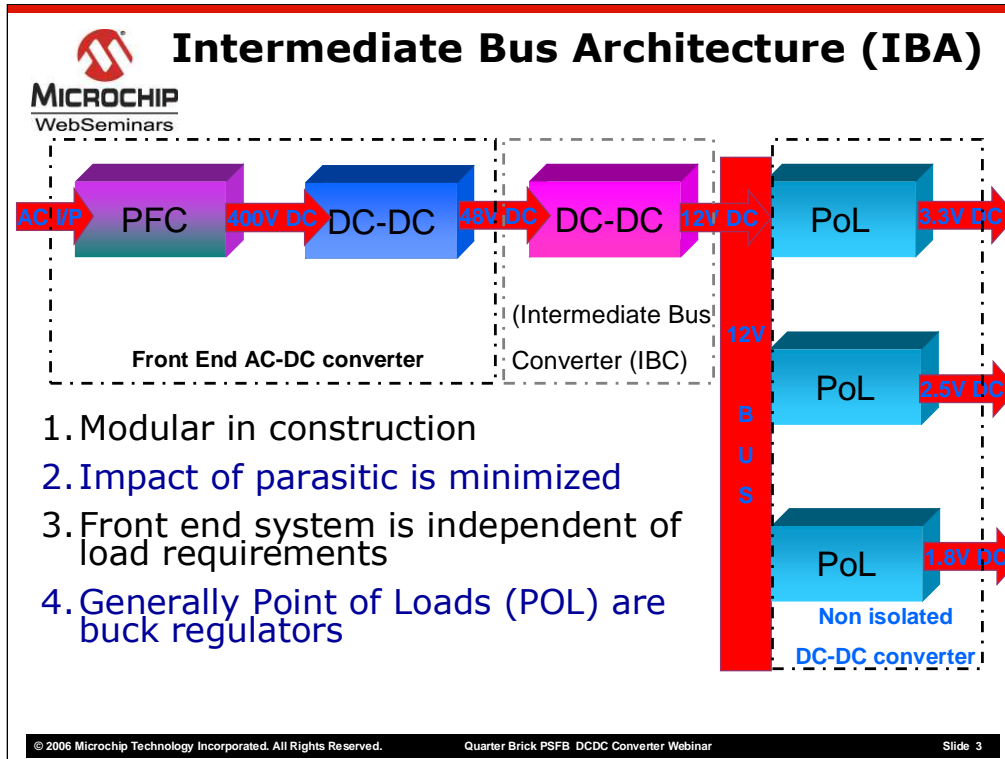 Intermediate Bus Architecture (IBA)
MICROCHIP
WebSeminars
AC I/P
PFC
400V DC
DC-DC
48V DC
DC-DC
12V DC
PoL
3.3V DC
(Intermediate Bus
Converter (IBC)
Front End AC-DC converter
12V
B
U
S
PoL
2.5V DC
PoL
1.8V DC
Non isolated
DC-DC converter
1. Modular in construction
2. Impact of parasitic is minimized
3. Front end system is independent of
load requirements
4. Generally Point of Loads (POL) are
buck regulators
© 2006 Microchip Technology Incorporated. All Rights Reserved.
Quarter Brick PSFB DCDC Converter Webinar
Slide 3